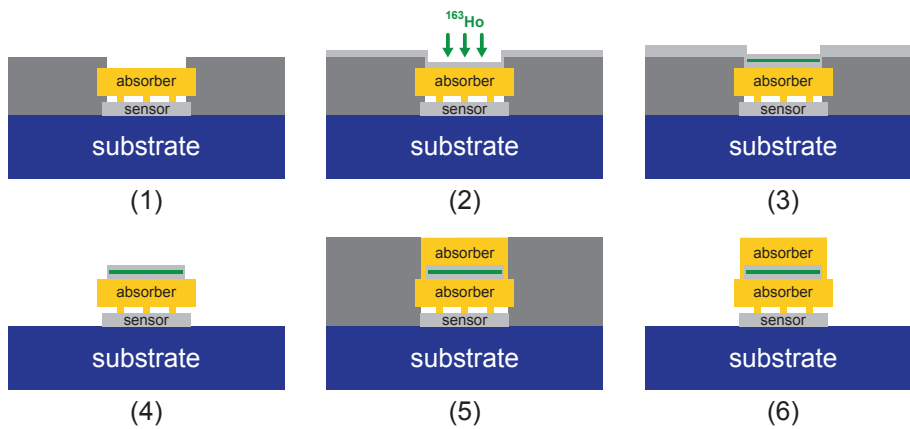 absorber
sensor
substrate
(1)
¹⁶³Ho
absorber
sensor
substrate
(2)
absorber
sensor
substrate
(3)
absorber
sensor
substrate
(4)
absorber
absorber
sensor
substrate
(5)
absorber
absorber
sensor
substrate
(6)